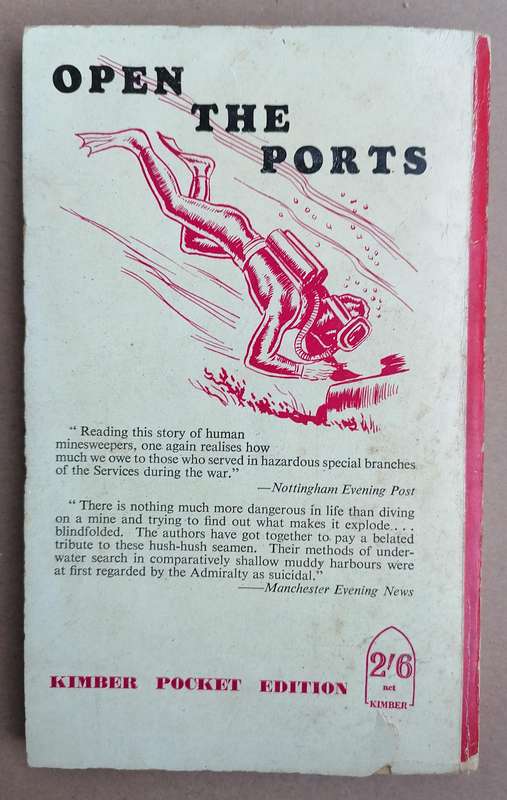 OPEN
THE
PORTS
“ Reading this story of human
minesweepers, one again realises how
much we owe to those who served in hazardous special branches
of the Services during the war.”
—Nottingham Evening Post
“ There is nothing much more dangerous in life than diving
on a mine and trying to find out what makes it explode . . .
blindfolded. The authors have got together to pay a belated
tribute to these hush-hush seamen. Their methods of under-
water search in comparatively shallow muddy harbours were
at first regarded by the Admiralty as suicidal.”
——Manchester Evening News
KIMBER POCKET EDITION
2/6
net
KIMBER